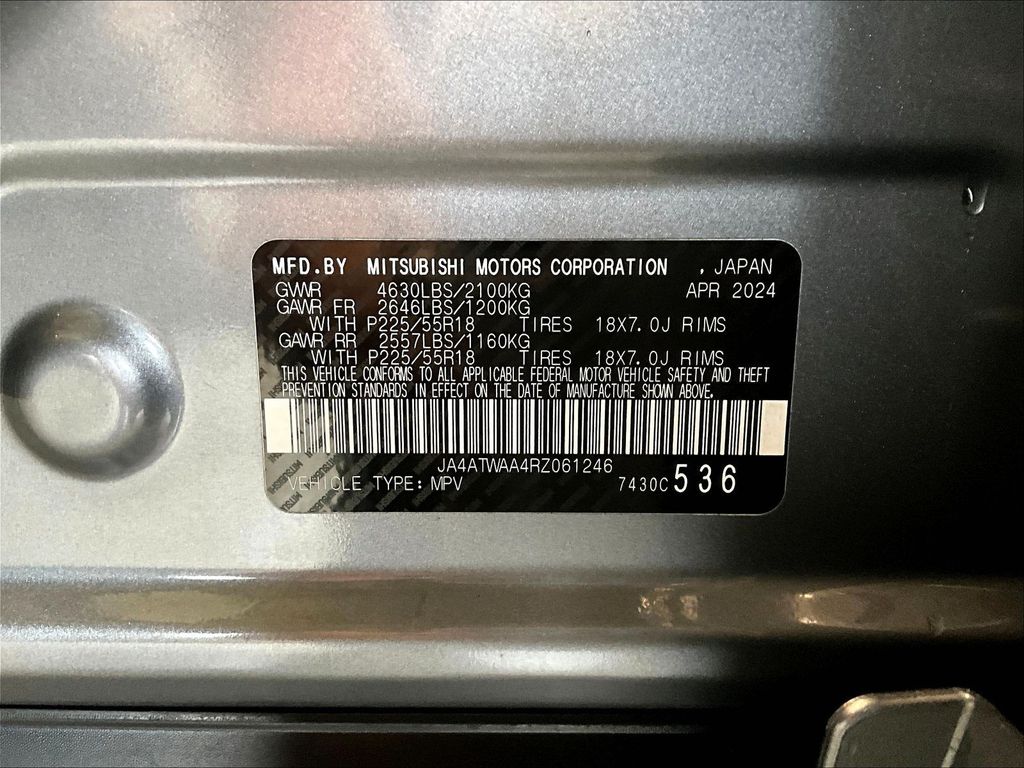 MFD.BY MITSUBISHI MOTORS CORPORATION , JAPAN
GWVR 4630LBS/2100KG APR 2024
GAWR FR 2646LBS/1200KG
WITH P225/55R18 TIRES 18X7.0J RIMS
GAWR RR 2557LBS/1160KG
WITH P225/55R18 TIRES 18X7.0J RIMS
THIS VEHICLE CONFORMS TO ALL APPLICABLE FEDERAL MOTOR VEHICLE SAFETY AND THEFT
PREVENTION STANDARDS IN EFFECT ON THE DATE OF MANUFACTURE SHOWN ABOVE.
JA4ATWAA4RZ061246
VEHICLE TYPE: MPV 7430C 536